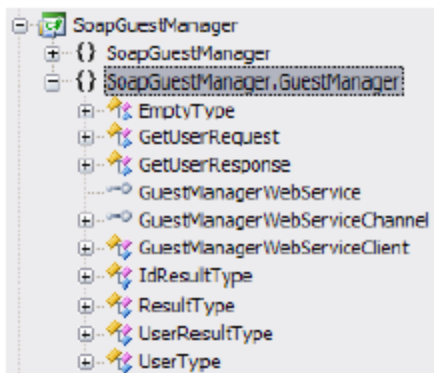 SoapGuestManager
{} SoapGuestManager
{} SoapGuestManager.GuestManager
EmptyType
GetUserRequest
GetUserResponse
GuestManagerWebService
GuestManagerWebServiceChannel
GuestManagerWebServiceClient
IdResultType
ResultType
UserResultType
UserType